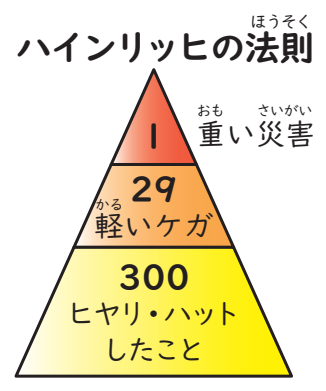 ほうそく
ハインリッヒの法則
1
おも さいがい
重い災害
29
かる
軽いケガ
300
ヒヤリ・ハット
したこと